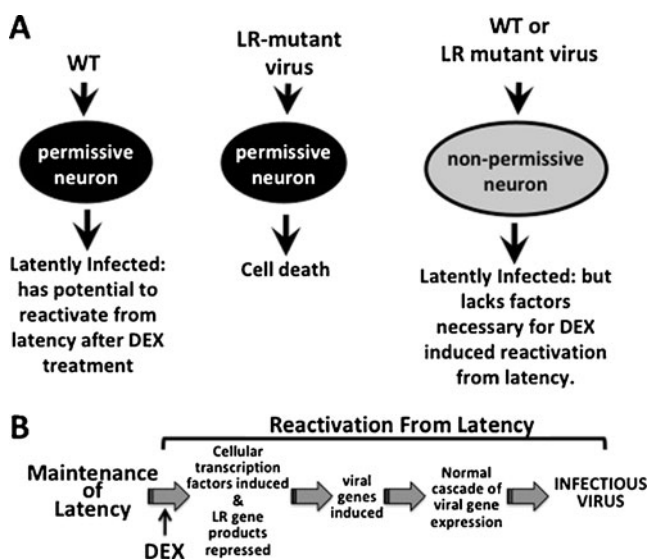 A
WT
permissive
neuron
Latently Infected:
has potential to
reactivate from
latency after DEX
treatment
LR-mutant
virus
permissive
neuron
Cell death
WT or
LR mutant virus
non-permissive
neuron
Latently Infected: but
lacks factors
necessary for DEX
induced reactivation
from latency.
B
Reactivation From Latency
Maintenance
of
Latency
DEX
Cellular
transcription
factors induced
&
LR gene
products
repressed
viral
genes
induced
Normal
cascade of
viral gene
expression
INFECTIOUS
VIRUS